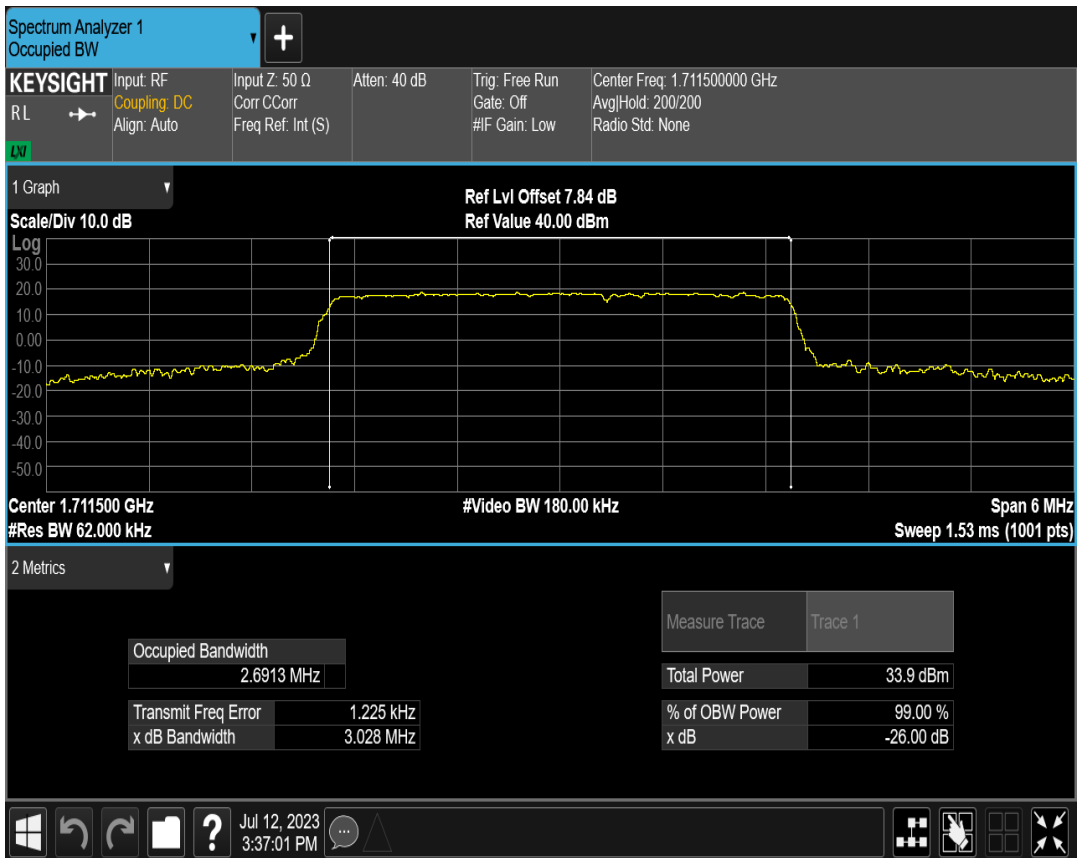 Spectrum Analyzer 1
Occupied BW
KEYSIGHT
RL
LXI
Input: RF
Coupling: DC
Align: Auto
Input Z: 50 Ω
Corr CCorr
Freq Ref: Int (S)
Atten: 40 dB
Trig: Free Run
Gate: Off
#IF Gain: Low
Center Freq: 1.711500000 GHz
Avg|Hold: 200/200
Radio Std: None
1 Graph
Scale/Div 10.0 dB
Ref Lvl Offset 7.84 dB
Ref Value 40.00 dBm
Log
30.0
20.0
10.0
0.00
-10.0
-20.0
-30.0
-40.0
-50.0
Center 1.711500 GHz
#Video BW 180.00 kHz
Span 6 MHz
#Res BW 62.000 kHz
Sweep 1.53 ms (1001 pts)
2 Metrics
Measure Trace Trace 1
Occupied Bandwidth
2.6913 MHz
Total Power 33.9 dBm
Transmit Freq Error 1.225 kHz
% of OBW Power 99.00 %
x dB Bandwidth 3.028 MHz
x dB -26.00 dB
?
Jul 12, 2023
3:37:01 PM